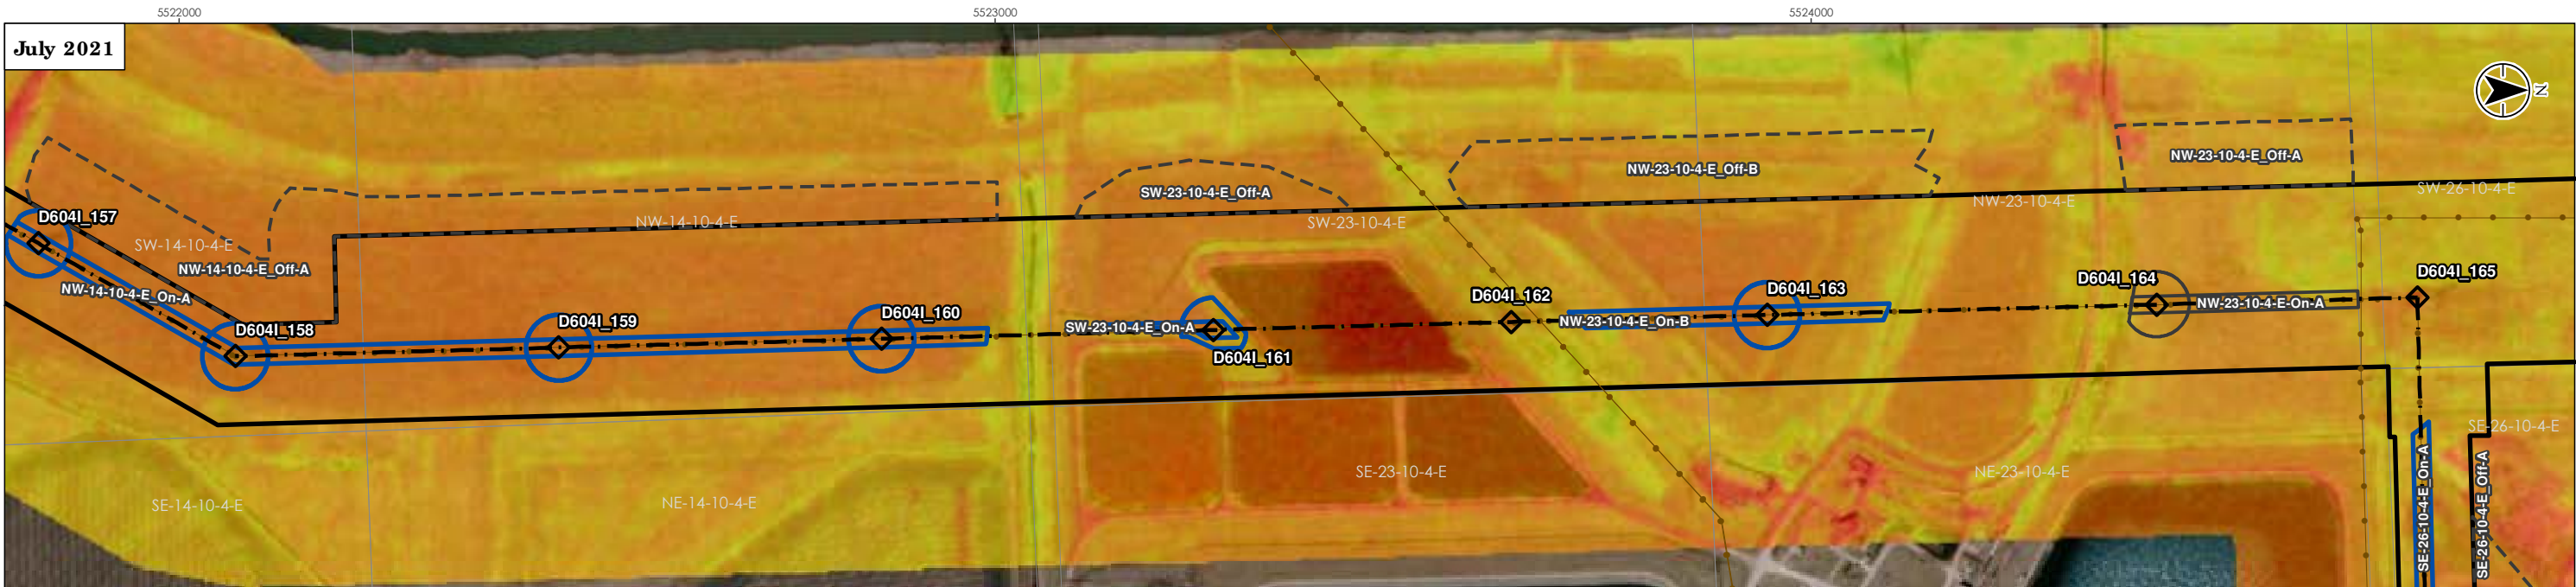 5522000
5523000
5524000
July 2021
N
D604I_157
SW-14-10-4-E
NW-14-10-4-E_Off-A
NW-14-10-4-E_On-A
D604I_158
D604I_159
D604I_160
NW-14-10-4-E
SW-23-10-4-E_Off-A
SW-23-10-4-E
SW-23-10-4-E_On-A
D604I_161
D604I_162
NW-23-10-4-E_Off-B
NW-23-10-4-E_On-B
D604I_163
NW-23-10-4-E
NW-23-10-4-E_Off-A
SW-26-10-4-E
D604I_164
NW-23-10-4-E-On-A
D604I_165
SE-14-10-4-E
NE-14-10-4-E
SE-23-10-4-E
NE-23-10-4-E
SE-26-10-4-E
SE-26-10-4-E_On-A
SE-26-10-4-E_Off-A